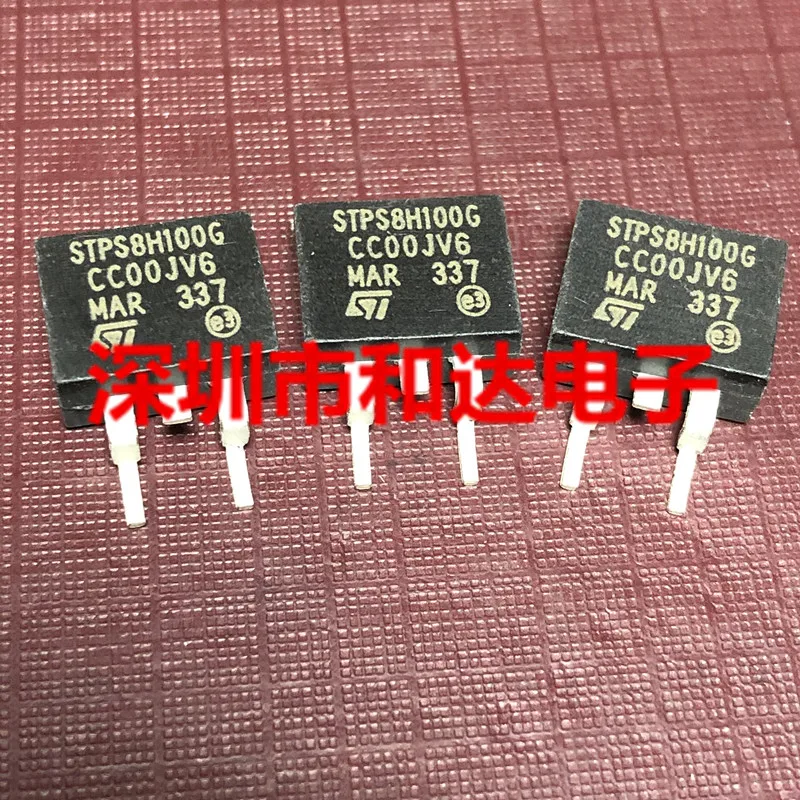 STPS8H100G
CC00JV6
MAR 337
ST
e3
STPS8H100G
CC00JV6
MAR 337
ST
e3
STPS8H100G
CC00JV6
MAR 337
ST
e3
深圳市和达电子